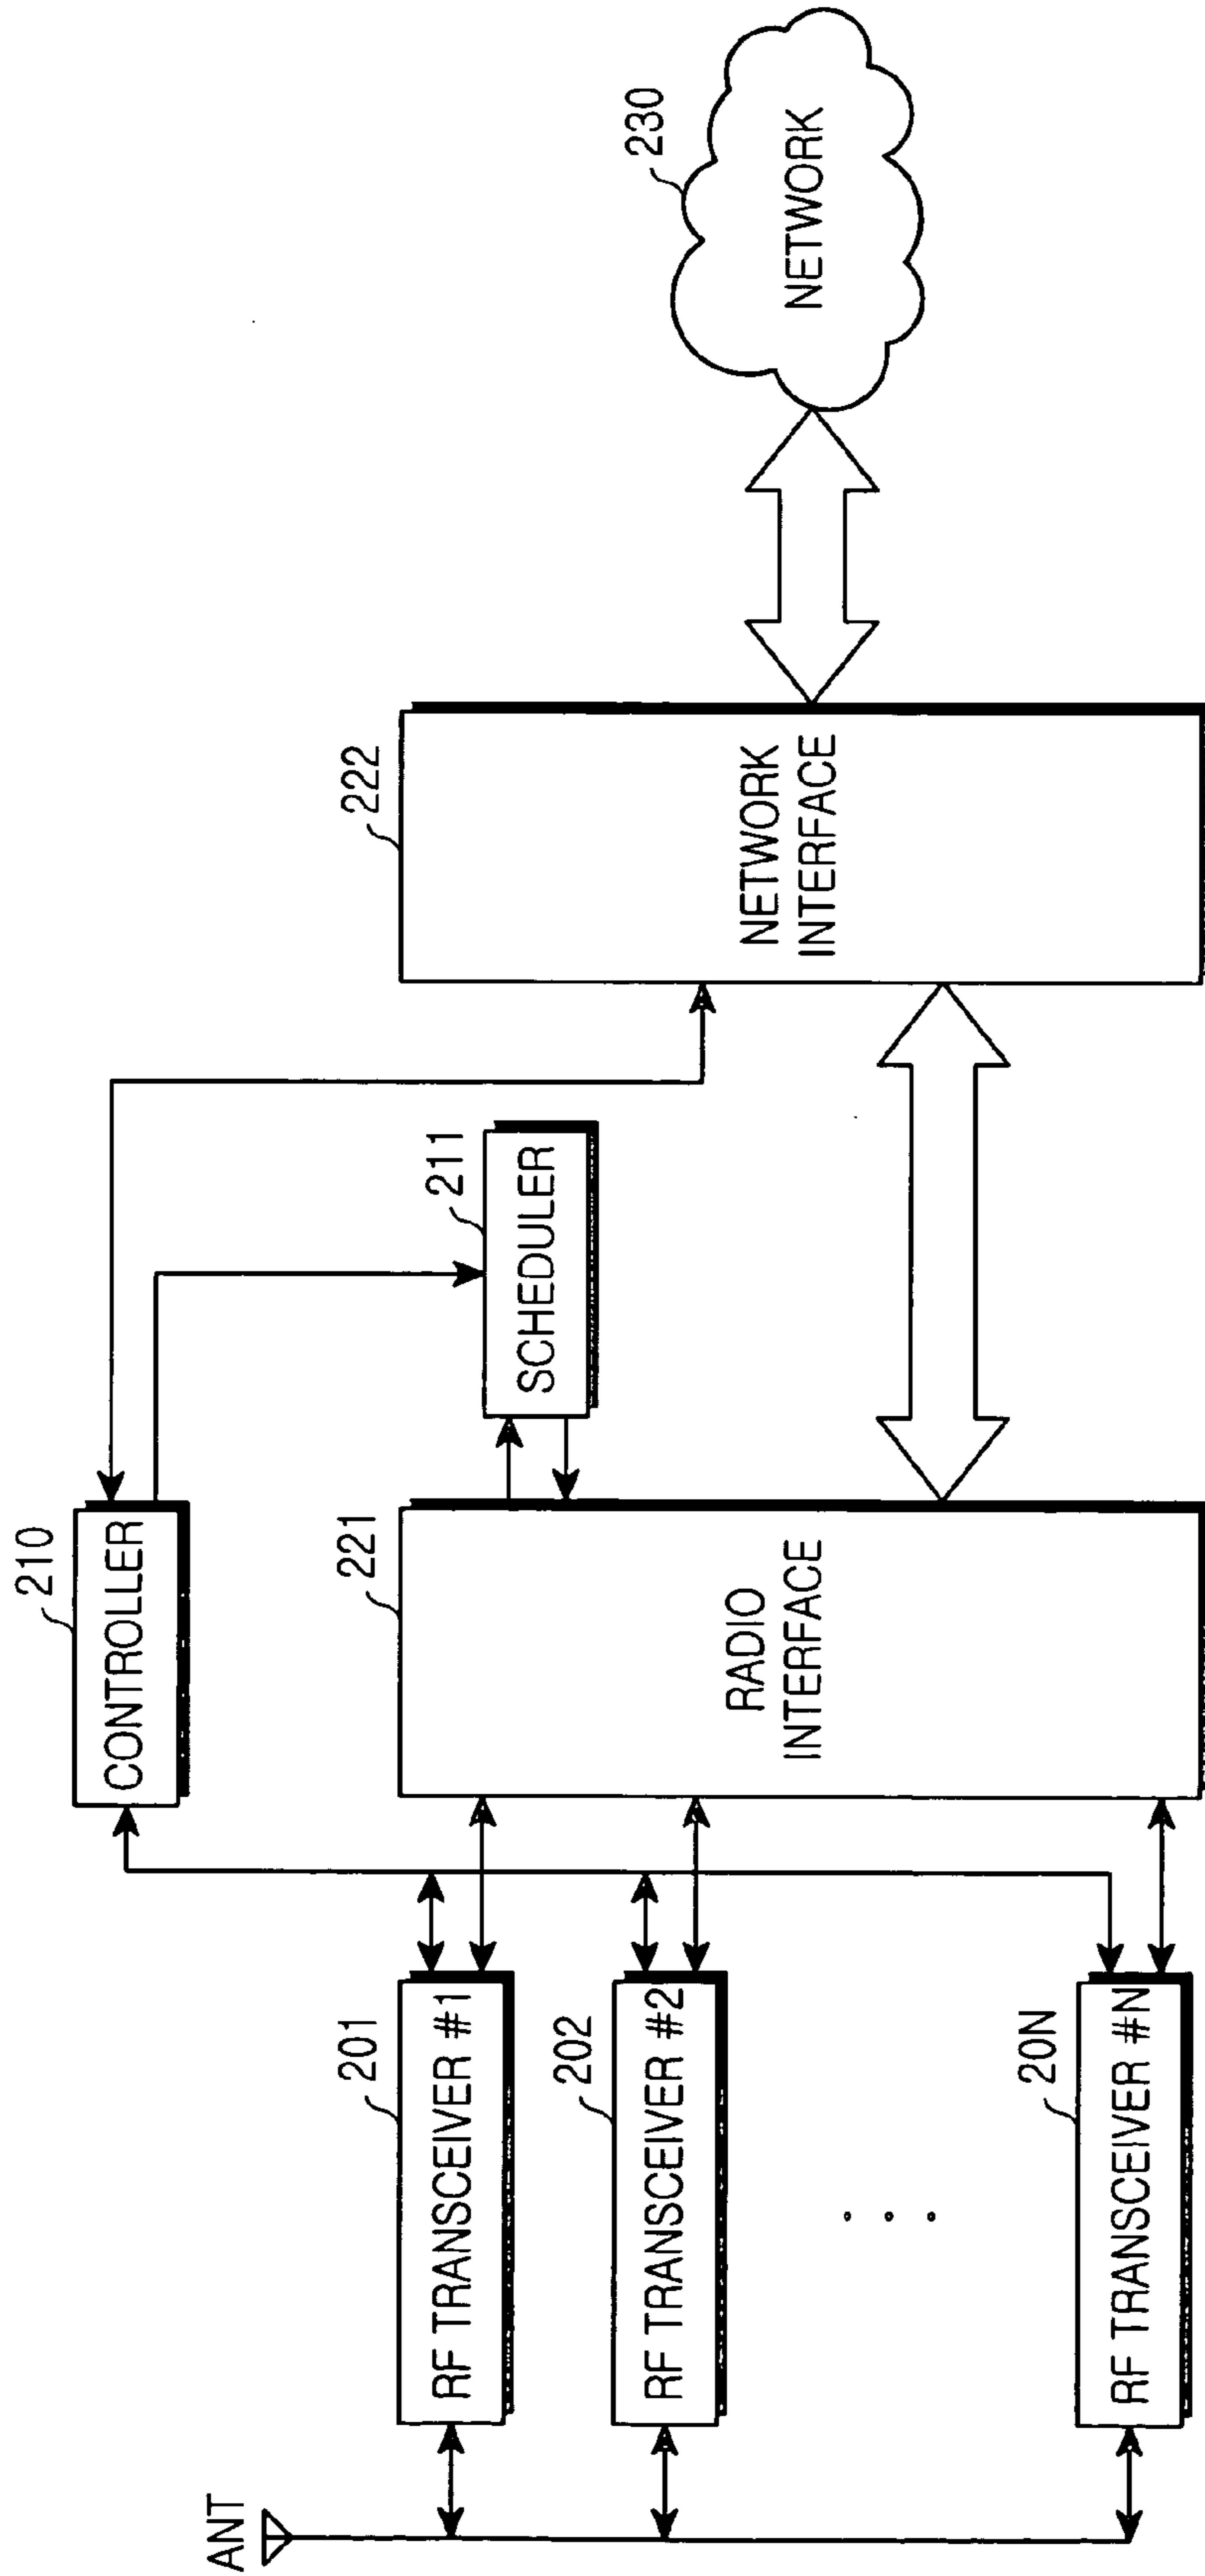 ANT
201
RF TRANSCEIVER #1
202
RF TRANSCEIVER #2
20N
RF TRANSCEIVER #N
210
CONTROLLER
221
RADIO
INTERFACE
211
SCHEDULER
222
NETWORK
INTERFACE
230
NETWORK